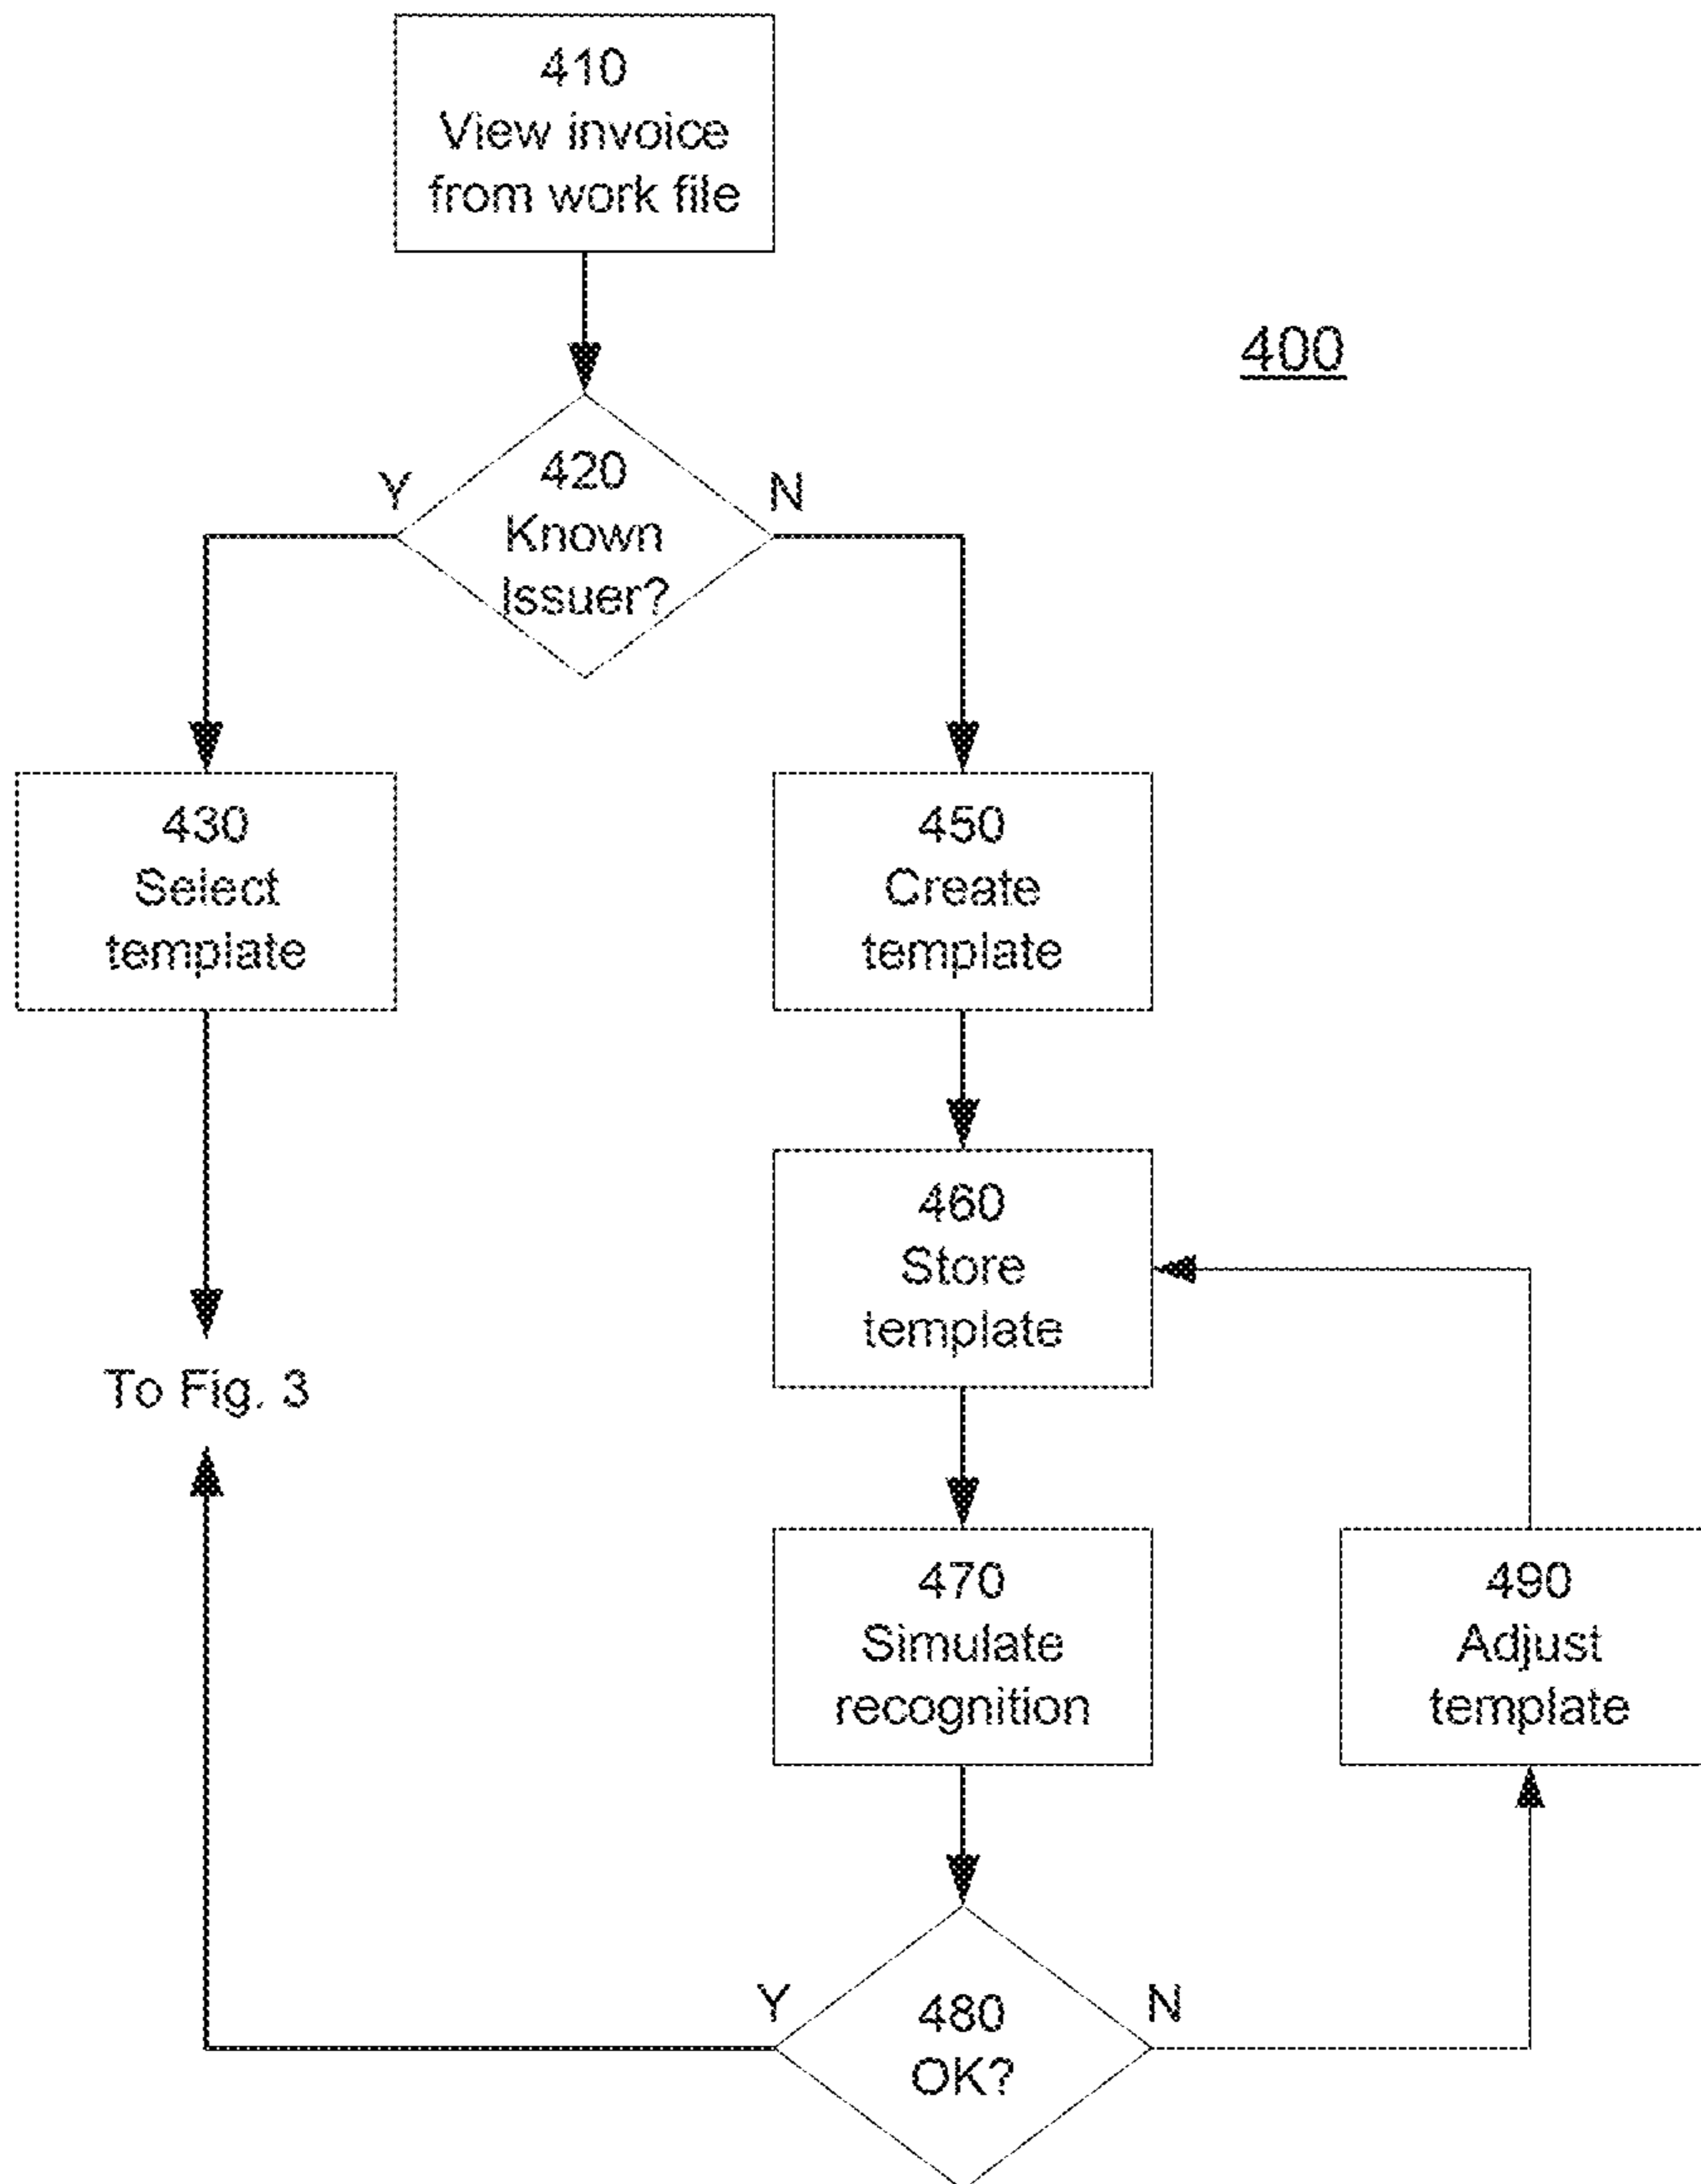 410
View invoice
from work file
400
420
Known
Issuer?
Y
N
430
Select
template
450
Create
template
460
Store
template
To Fig. 3
470
Simulate
recognition
490
Adjust
template
480
OK?
Y
N